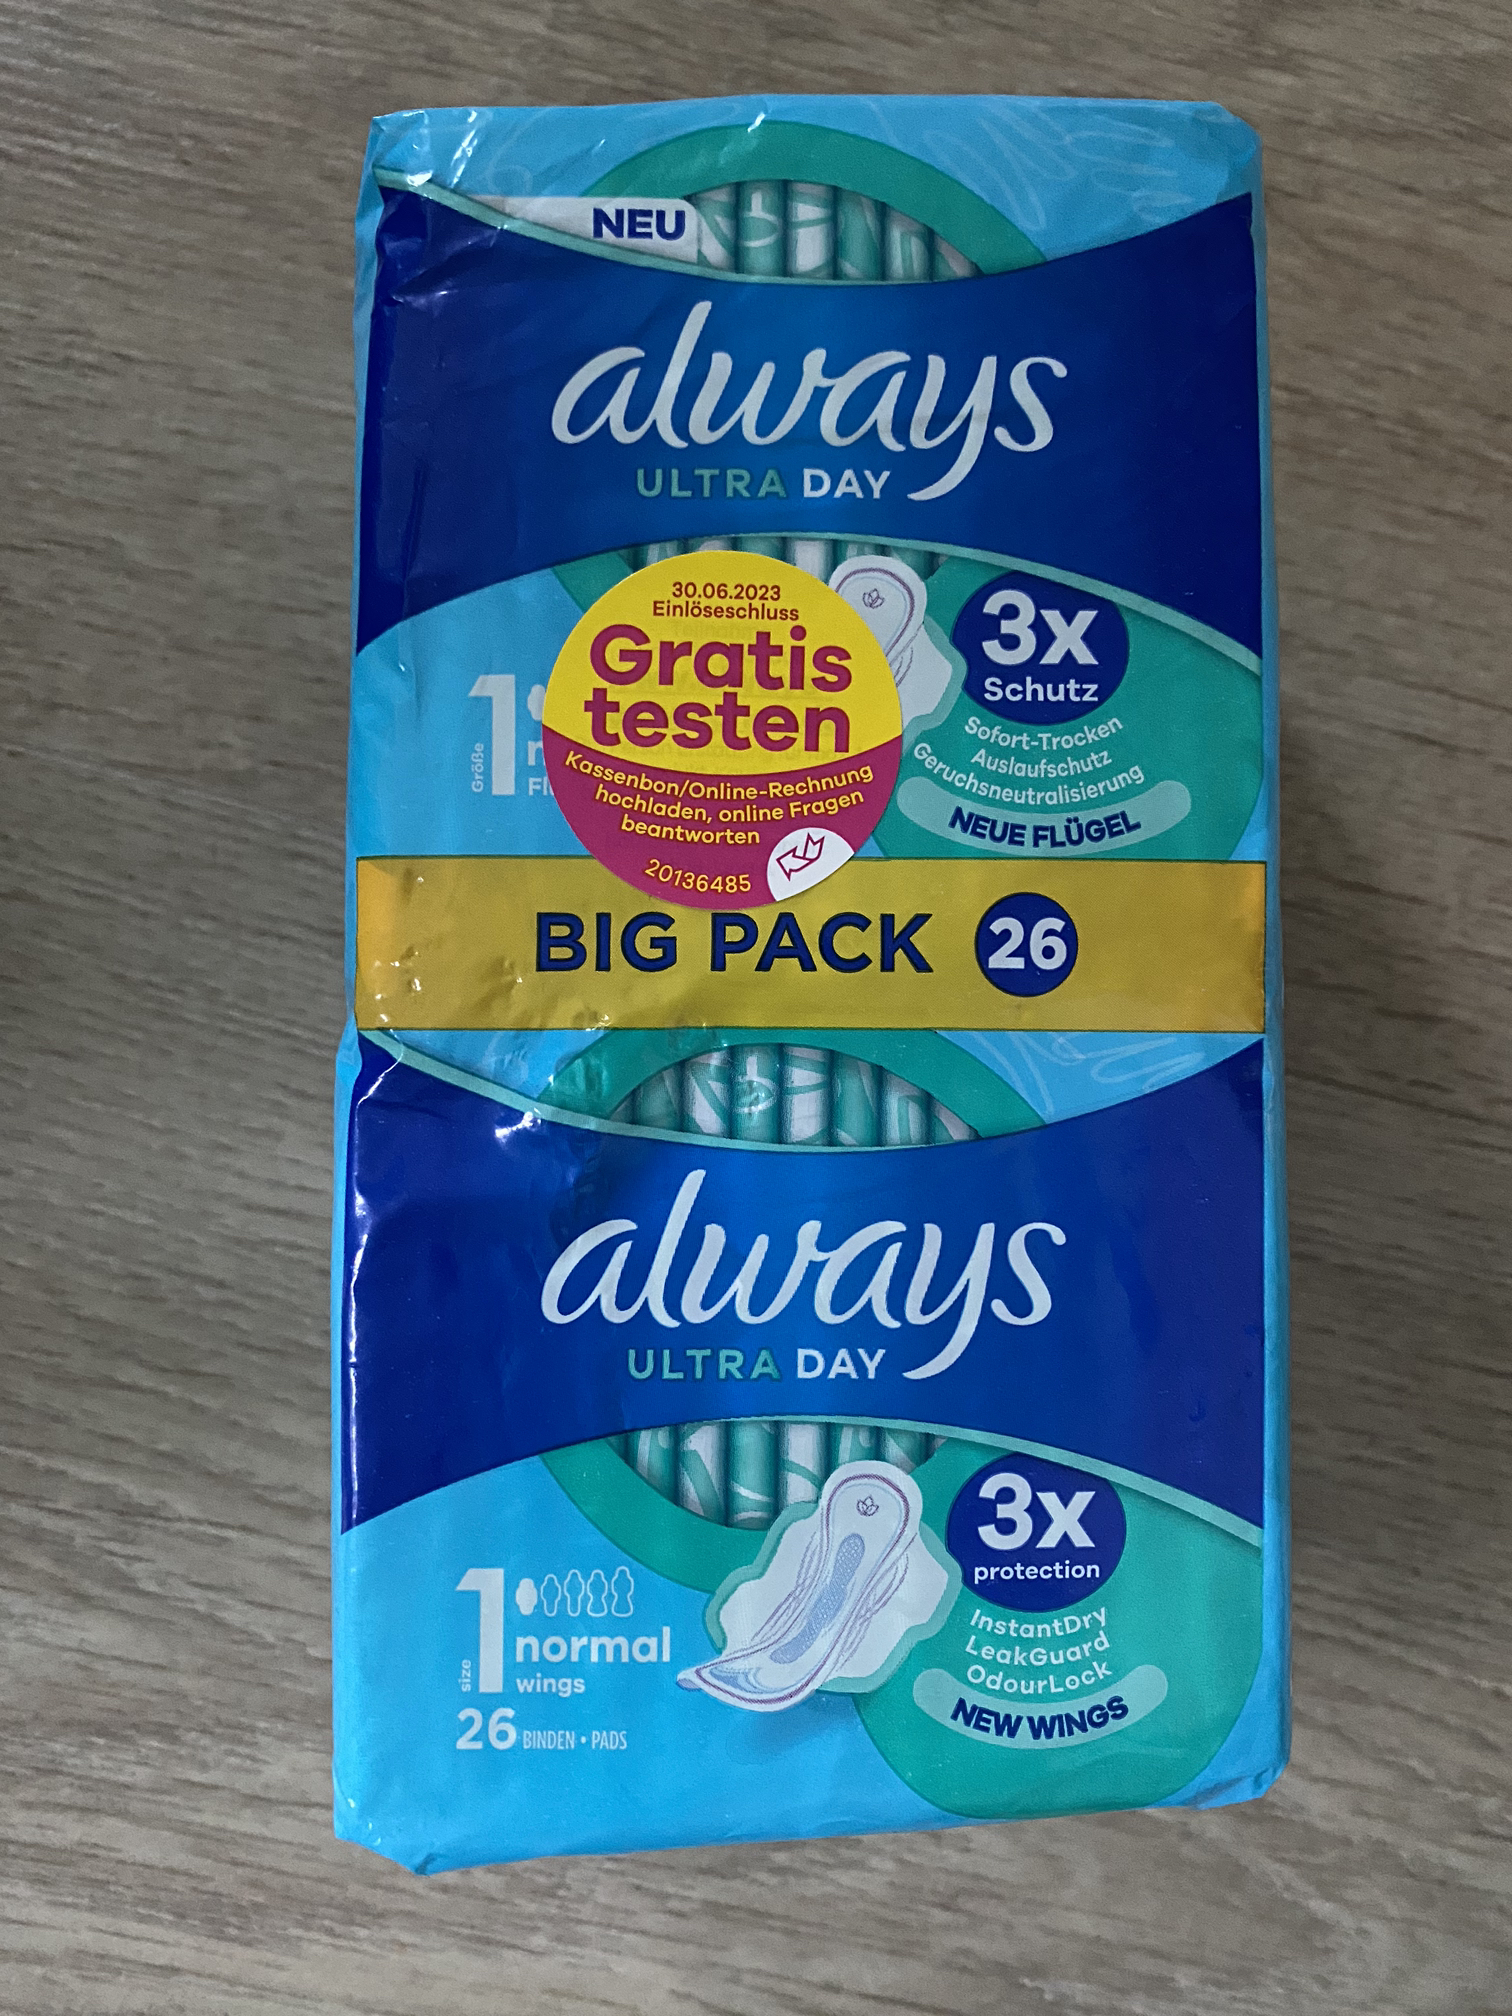 NEU
always
ULTRA DAY
30.06.2023
Einlöseschluss
Gratis
testen
Kassenbon/Online-Rechnung
hochladen, online Fragen
beantworten
20136485
Größe
1
3x
Schutz
Sofort-Trocken
Auslaufschutz
Geruchsneutralisierung
NEUE FLÜGEL
BIG PACK 26
always
ULTRA DAY
size
1
normal
wings
26 BINDEN • PADS
3x
protection
InstantDry
LeakGuard
OdourLock
NEW WINGS